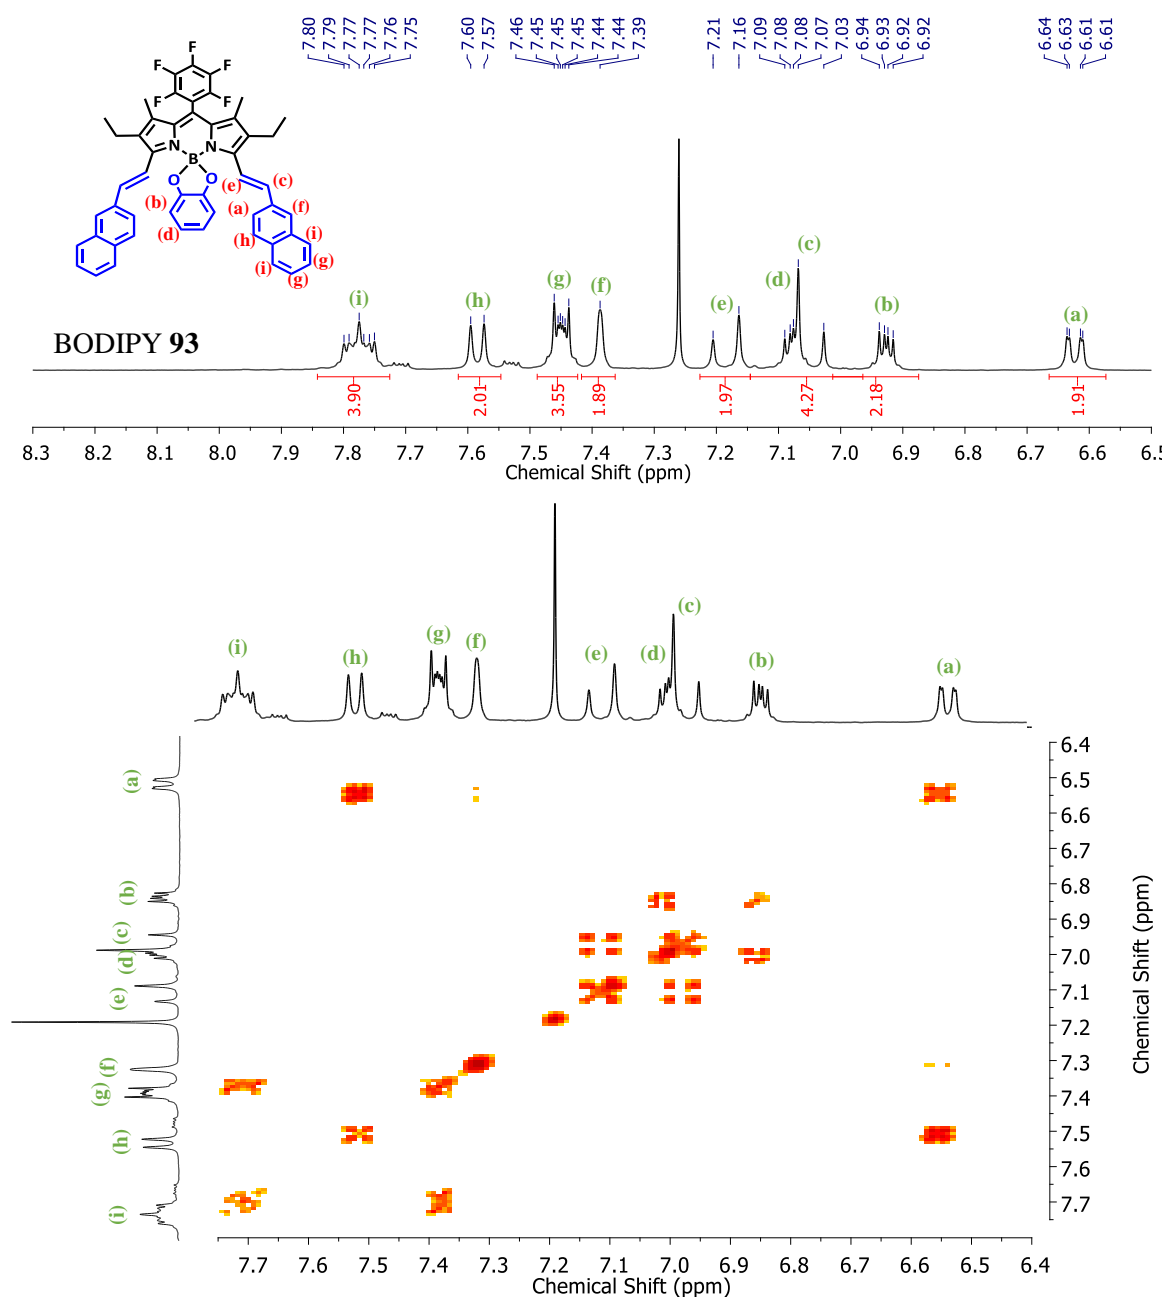 7.80 7.79 7.77 7.77 7.76 7.75 7.60 7.57 7.46 7.45 7.45 7.45 7.44 7.44 7.39 7.21 7.16 7.09 7.08 7.08 7.07 7.03 6.94 6.93 6.92 6.92 6.64 6.63 6.61 6.61
F
F F
F F
N N
B
O O
(e) (c)
(b) (a) (f)
(d) (h) (i)
(i) (g)
(g)
BODIPY 93
(i) (h) (g) (f) (e) (d) (c) (b) (a)
3.90 2.01 3.55 1.89 1.97 4.27 2.18 1.91
8.3 8.2 8.1 8.0 7.9 7.8 7.7 7.6 7.5 7.4 7.3 7.2 7.1 7.0 6.9 6.8 6.7 6.6 6.5
Chemical Shift (ppm)
(i) (h) (g) (f) (e) (d) (c) (b) (a)
(a)
(b)
(c)
(d)
(e)
(f)
(g)
(h)
(i)
6.4
6.5
6.6
6.7
6.8
6.9
7.0
7.1
7.2
7.3
7.4
7.5
7.6
7.7
Chemical Shift (ppm)
7.7 7.6 7.5 7.4 7.3 7.2 7.1 7.0 6.9 6.8 6.7 6.6 6.5 6.4
Chemical Shift (ppm)